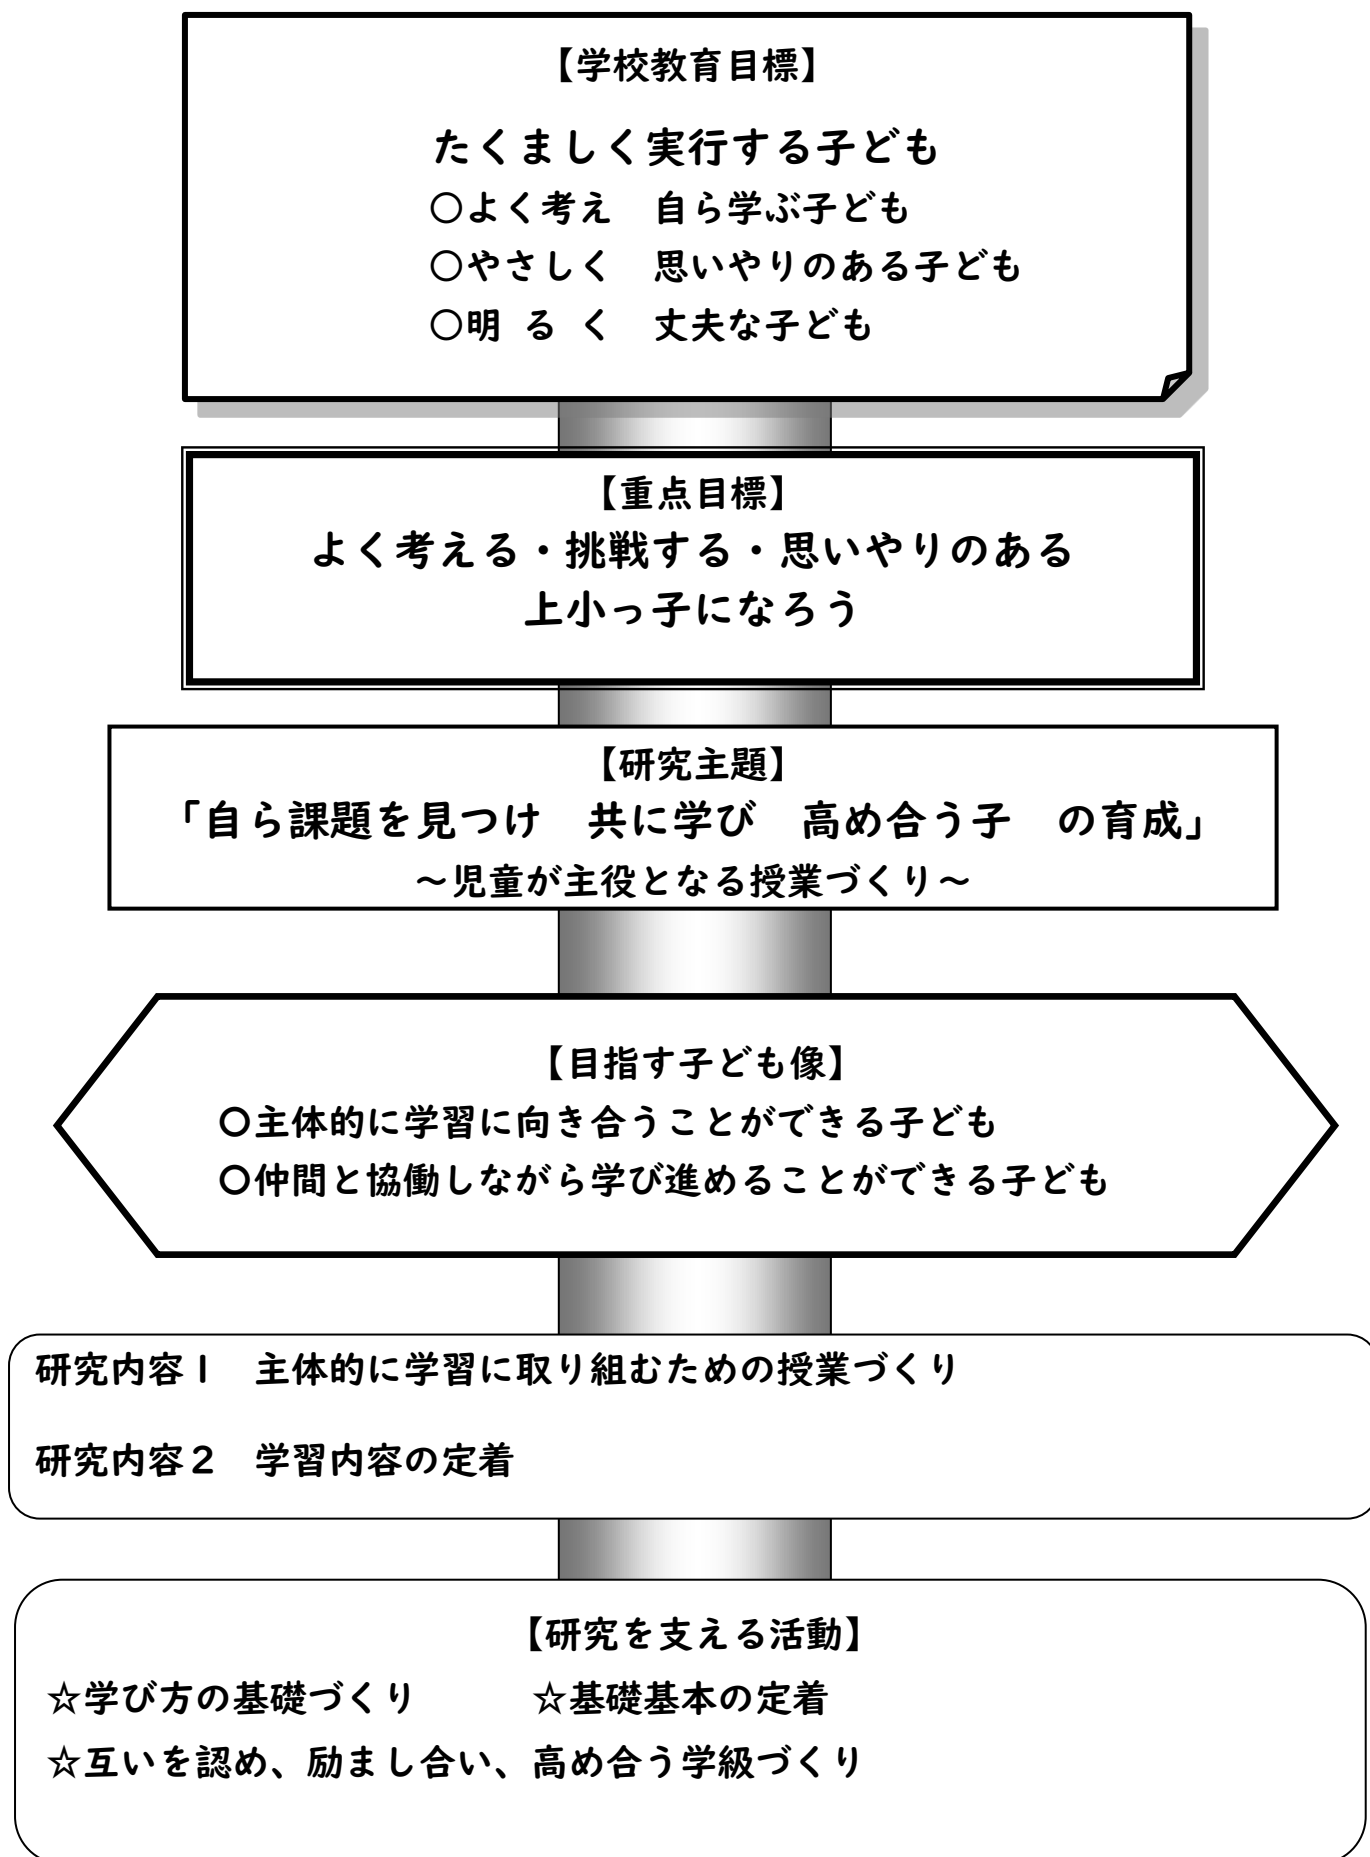 【学校教育目標】
たくましく実行する子ども
○よく考え　自ら学ぶ子ども
○やさしく　思いやりのある子ども
○明 る く　丈夫な子ども
【重点目標】
よく考える・挑戦する・思いやりのある
上小っ子になろう
【研究主題】
「自ら課題を見つけ　共に学び　高め合う子　の育成」
～児童が主役となる授業づくり～
【目指す子ども像】
○主体的に学習に向き合うことができる子ども
○仲間と協働しながら学び進めることができる子ども
研究内容１　主体的に学習に取り組むための授業づくり
研究内容２　学習内容の定着
【研究を支える活動】
☆学び方の基礎づくり　　　☆基礎基本の定着
☆互いを認め、励まし合い、高め合う学級づくり